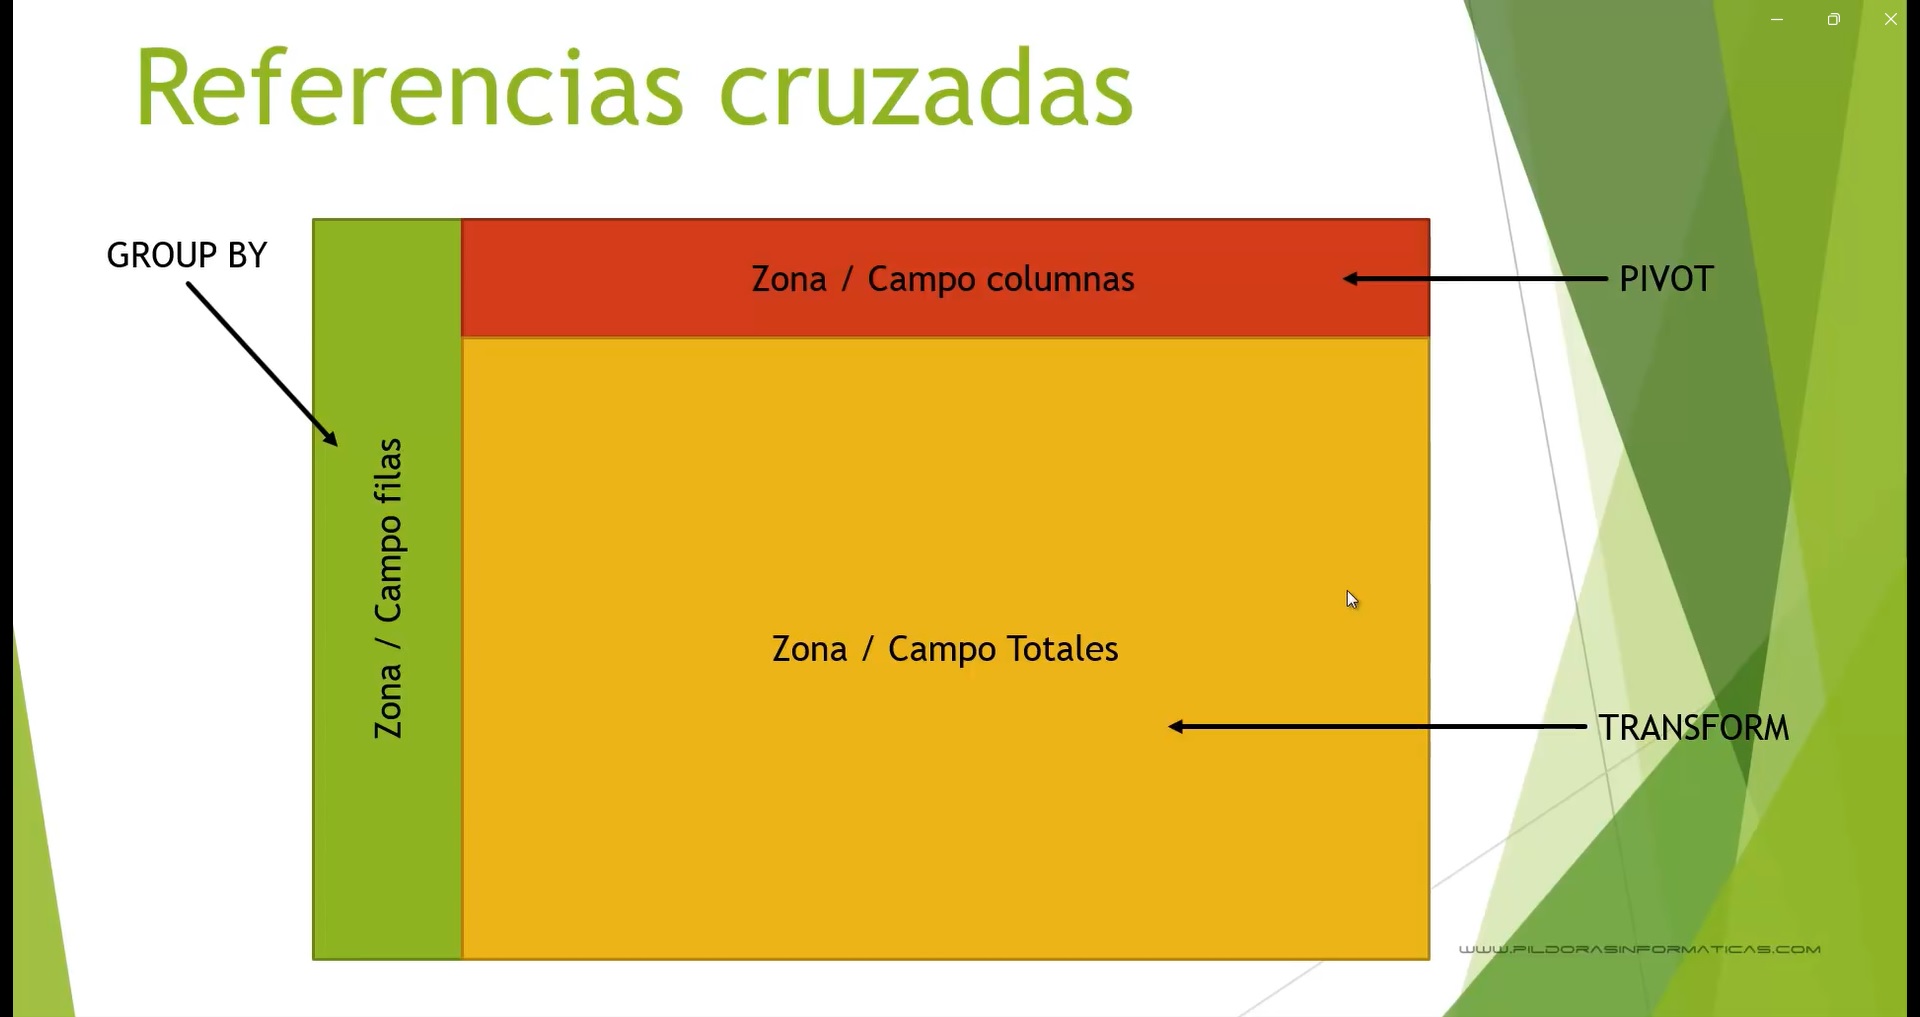 Referencias cruzadas
GROUP BY
Zona / Campo columnas
PIVOT
Zona / Campo filas
Zona / Campo Totales
TRANSFORM
WWW.PILDORASINFORMATICAS.COM